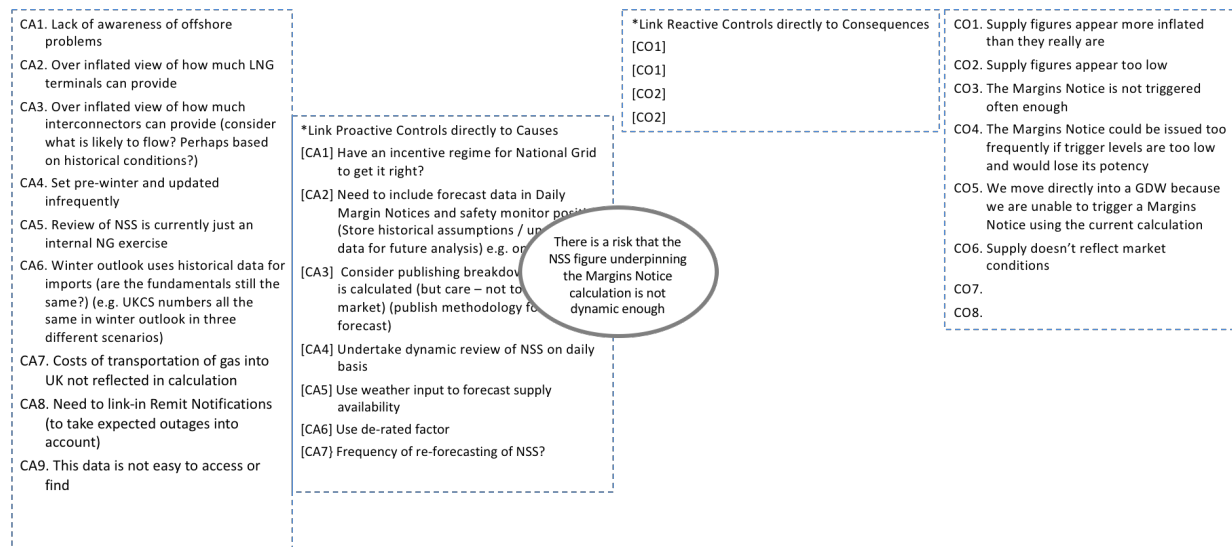 CA1. Lack of awareness of offshore
problems
CA2. Over inflated view of how much LNG
terminals can provide
CA3. Over inflated view of how much
interconnectors can provide (consider
what is likely to flow? Perhaps based
on historical conditions?)
CA4. Set pre-winter and updated
infrequently
CA5. Review of NSS is currently just an
internal NG exercise
CA6. Winter outlook uses historical data for
imports (are the fundamentals still the
same?) (e.g. UKCS numbers all the
same in winter outlook in three
different scenarios)
CA7. Costs of transportation of gas into
UK not reflected in calculation
CA8. Need to link-in Remit Notifications
(to take expected outages into
account)
CA9. This data is not easy to access or
find
*Link Proactive Controls directly to Causes
[CA1] Have an incentive regime for National Grid
to get it right?
[CA2] Need to include forecast data in Daily
Margin Notices and safety monitor
(Store historical assumptions /
data for future analysis) e.g.
[CA3] Consider publishing
is calculated (but care – not to
market) (publish methodology
forecast)
[CA4] Undertake dynamic review of NSS on daily
basis
[CA5] Use weather input to forecast supply
availability
[CA6] Use de-rated factor
[CA7} Frequency of re-forecasting of NSS?
There is a risk that the
NSS figure underpinning
the Margins Notice
calculation is not
dynamic enough
*Link Reactive Controls directly to Consequences
[CO1]
[CO1]
[CO2]
[CO2]
CO1. Supply figures appear more inflated
than they really are
CO2. Supply figures appear too low
CO3. The Margins Notice is not triggered
often enough
CO4. The Margins Notice could be issued too
frequently if trigger levels are too low
and would lose its potency
CO5. We move directly into a GDW because
we are unable to trigger a Margins
Notice using the current calculation
CO6. Supply doesn't reflect market
conditions
CO7.
CO8.